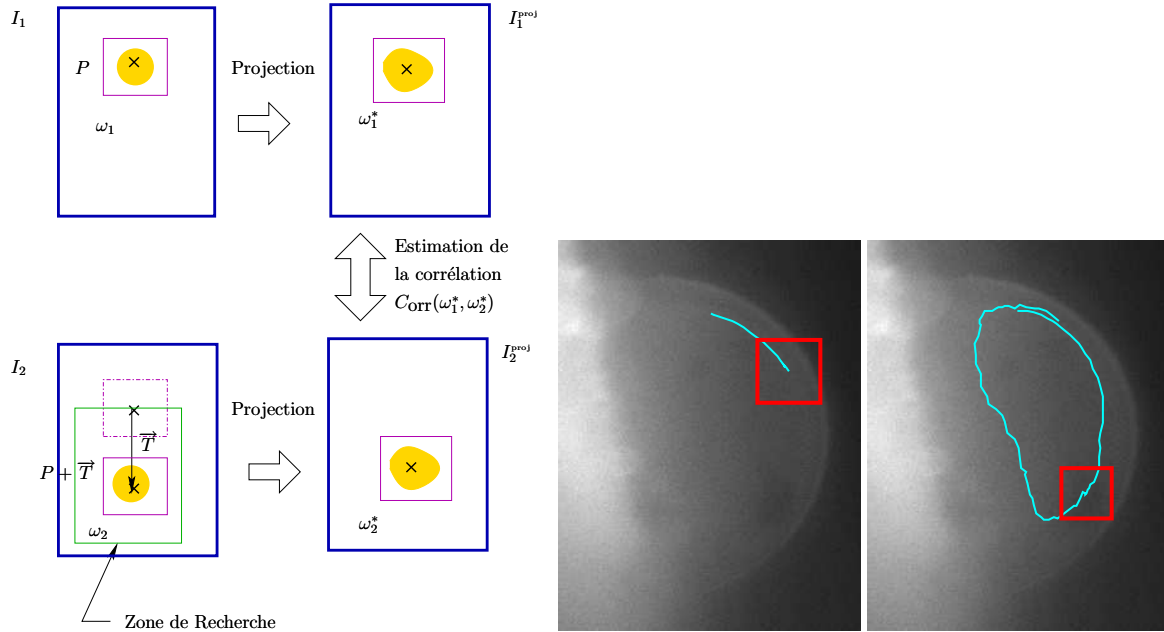 I₁
I₁ᵖʳᵒʲ
P
Projection
ω₁
ω₁*
Estimation de
la corrélation
C_orr(ω₁*, ω₂*)
I₂
I₂ᵖʳᵒʲ
Projection
T⃗
P + T⃗
ω₂
ω₂*
Zone de Recherche